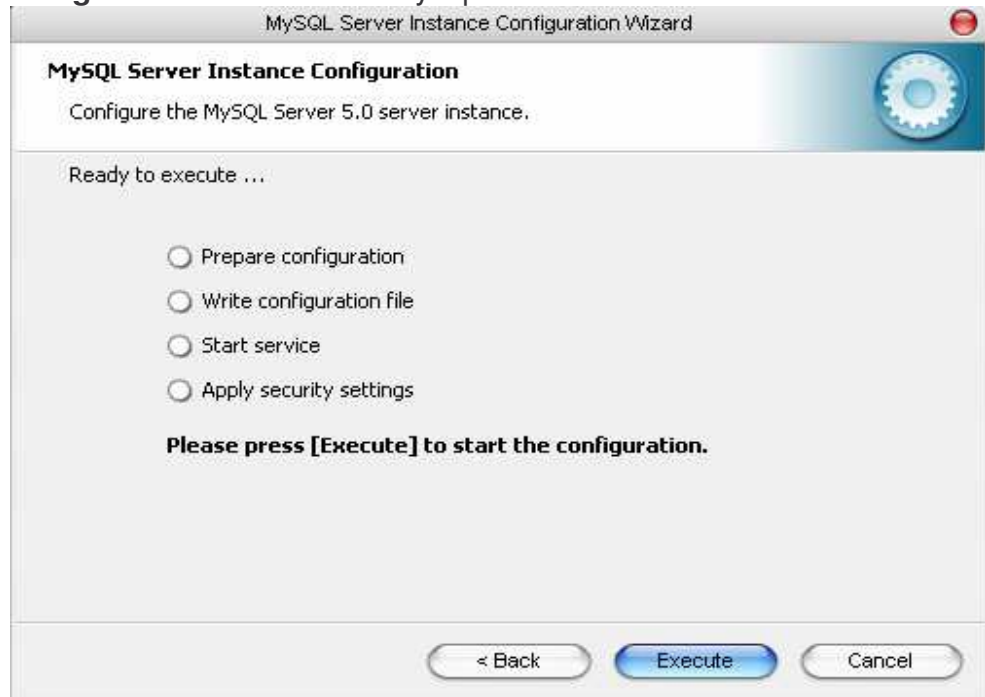 MySQL Server Instance Configuration Wizard
MySQL Server Instance Configuration
Configure the MySQL Server 5.0 server instance.
Ready to execute ...
Prepare configuration
Write configuration file
Start service
Apply security settings
Please press [Execute] to start the configuration.
< Back
Execute
Cancel